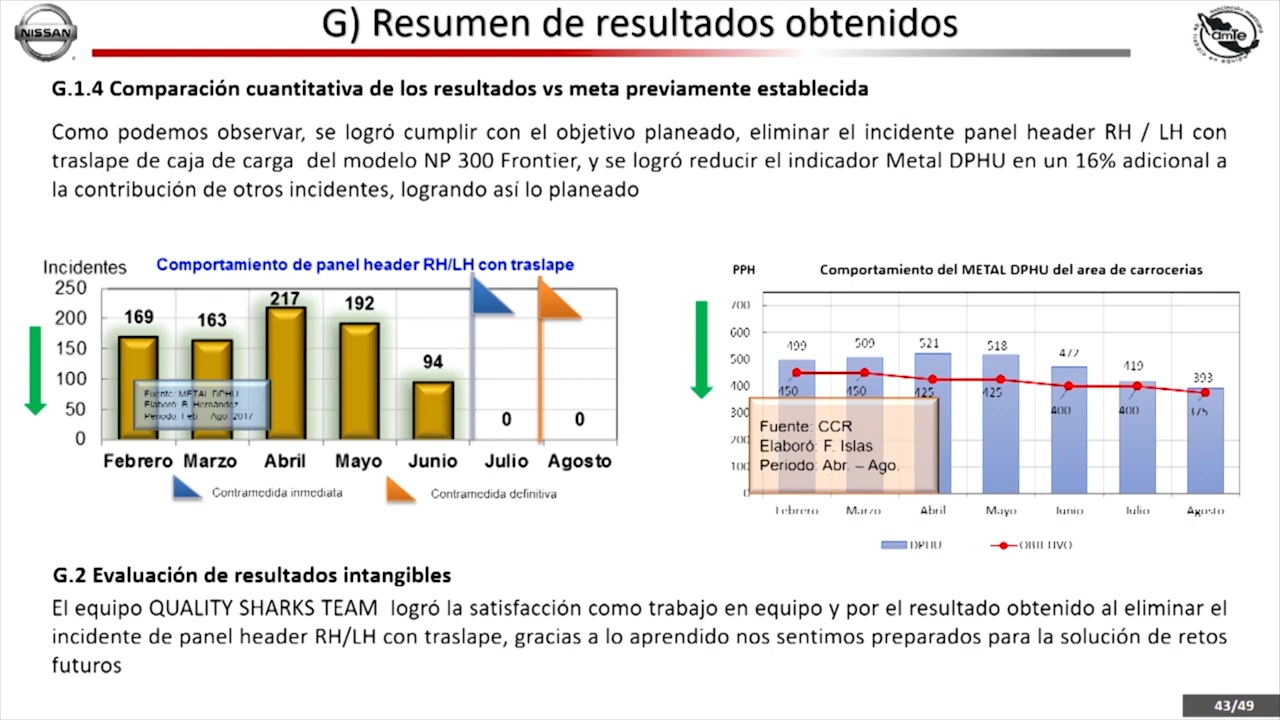 NISSAN
G) Resumen de resultados obtenidos
amTe
G.1.4 Comparación cuantitativa de los resultados vs meta previamente establecida
Como podemos observar, se logró cumplir con el objetivo planeado, eliminar el incidente panel header RH / LH con
traslape de caja de carga del modelo NP 300 Frontier, y se logró reducir el indicador Metal DPHU en un 16% adicional a
la contribución de otros incidentes, logrando así lo planeado
Incidentes
Comportamiento de panel header RH/LH con traslape
250
200
150
100
50
0
169
163
217
192
94
0
0
Fuente: METAL DPHU
Elaboró: R. Hernández
Periodo: Feb. Ago. 2017
Febrero Marzo Abril Mayo Junio Julio Agosto
Contramedida inmediata
Contramedida definitiva
PPH
Comportamiento del METAL DPHU del area de carrocerias
700
600
500
400
300
200
100
0
499
509
521
518
472
419
393
450
450
425
425
400
400
375
Fuente: CCR
Elaboró: F. Islas
Periodo: Abr. – Ago.
Febrero Marzo Abril Mayo Junio Julio Agosto
DPHU
OBJETIVO
G.2 Evaluación de resultados intangibles
El equipo QUALITY SHARKS TEAM logró la satisfacción como trabajo en equipo y por el resultado obtenido al eliminar el
incidente de panel header RH/LH con traslape, gracias a lo aprendido nos sentimos preparados para la solución de retos
futuros
43/49